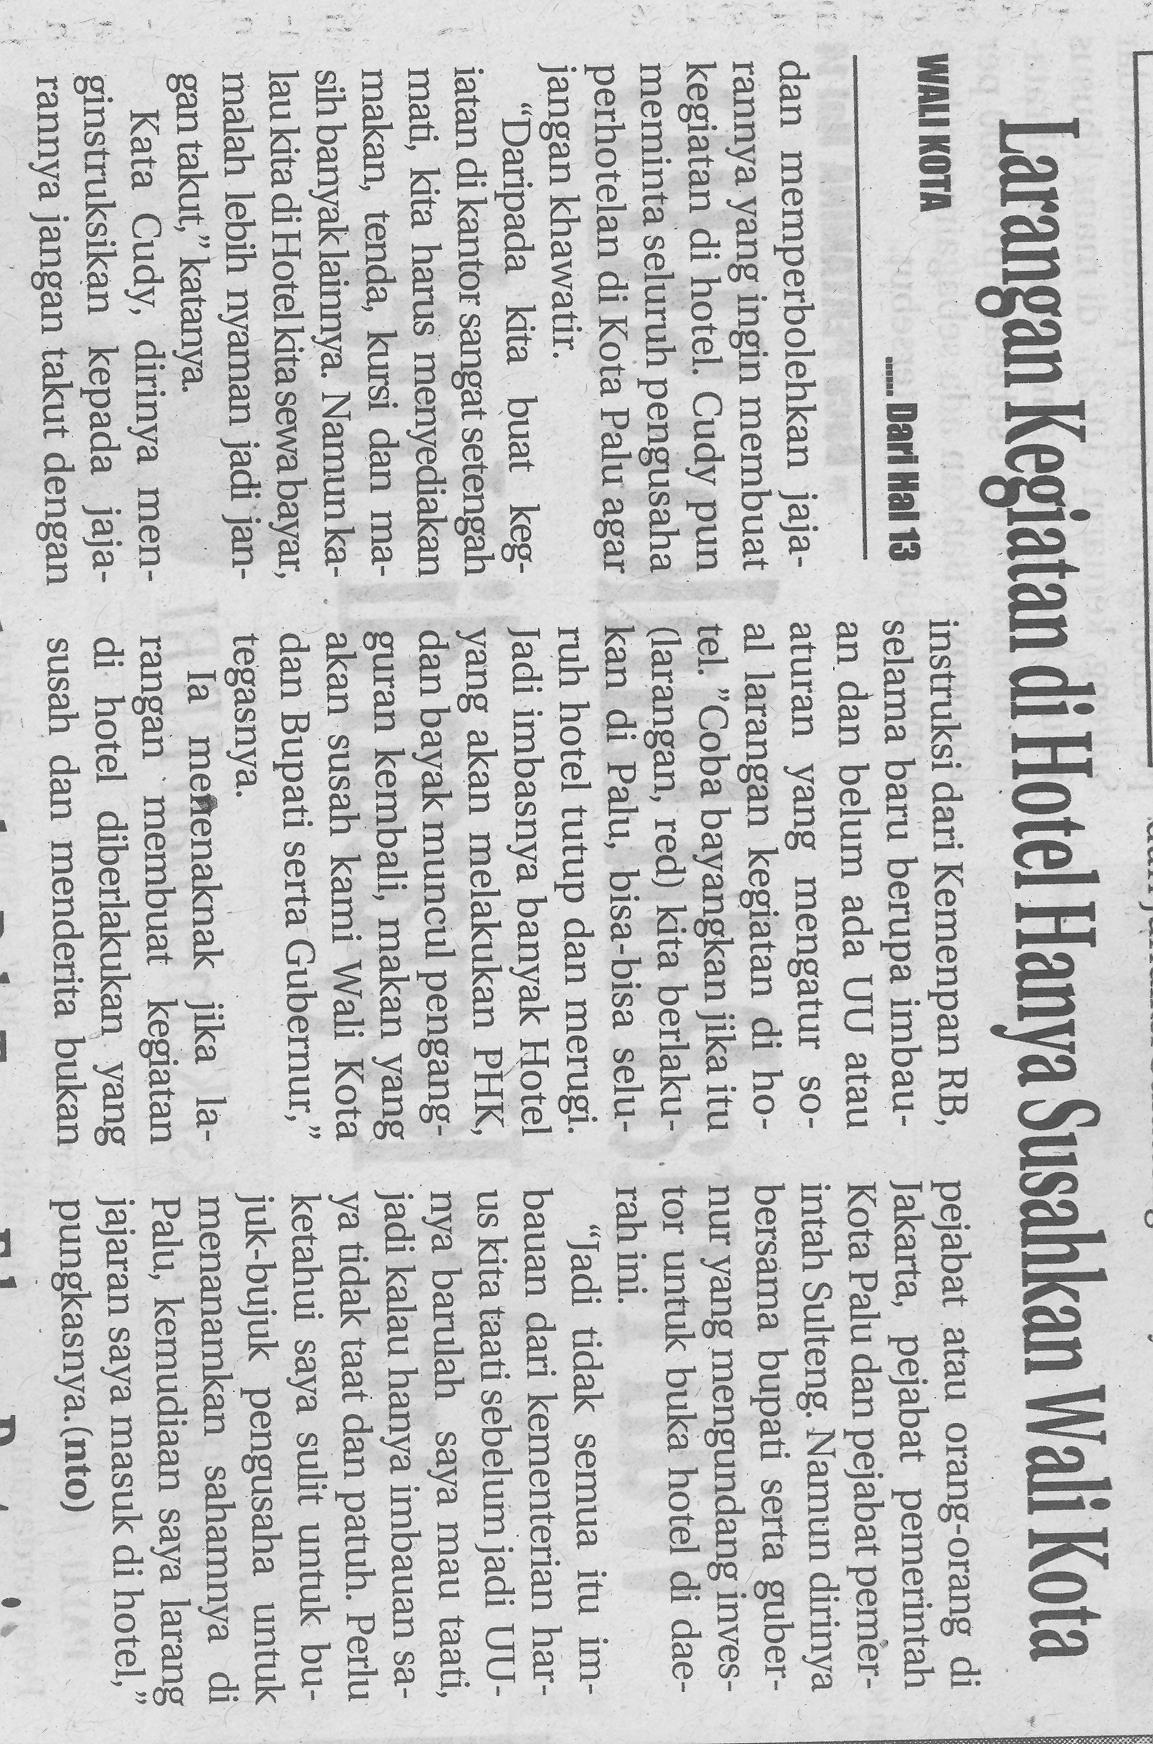 Larangan Kegiatan di Hotel Hanya Susahkan Wali Kota
WALI KOTA
...... Dari Hal 13
dan memperbolehkan jaja-
rannya yang ingin membuat
kegiatan di hotel. Cudy pun
meminta seluruh pengusaha
perhotelan di Kota Palu agar
jangan khawatir.
“Daripada kita buat keg-
iatan di kantor sangat setengah
mati, kita harus menyediakan
makan, tenda, kursi dan ma-
sih banyak lainnya. Namun ka-
lau kita di Hotel kita sewa bayar,
malah lebih nyaman jadi jan-
gan takut,” katanya.
Kata Cudy, dirinya men-
ginstruksikan kepada jaja-
rannya jangan takut dengan
instruksi dari Kemenpan RB,
selama baru berupa imbau-
an dan belum ada UU atau
aturan yang mengatur so-
al larangan kegiatan di ho-
tel. ”Coba bayangkan jika itu
(larangan, red) kita berlaku-
kan di Palu, bisa-bisa selu-
ruh hotel tutup dan merugi.
Jadi imbasnya banyak Hotel
yang akan melakukan PHK,
dan bayak muncul pengang-
guran kembali, makan yang
akan susah kami Wali Kota
dan Bupati serta Gubernur,”
tegasnya.
Ia menenaknak jika la-
rangan membuat kegiatan
di hotel diberlakukan yang
susah dan menderita bukan
pejabat atau orang-orang di
Jakarta, pejabat pemerintah
Kota Palu dan pejabat pemer-
intah Sulteng. Namun dirinya
bersama bupati serta guber-
nur yang mengundang inves-
tor untuk buka hotel di dae-
rah ini.
“Jadi tidak semua itu im-
bauan dari kementerian har-
us kita taati sebelum jadi UU-
nya barulah saya mau taati,
jadi kalau hanya imbauan sa-
ya tidak taat dan patuh. Perlu
ketahui saya sulit untuk bu-
juk-bujuk pengusaha untuk
menanamkan sahamnya di
Palu, kemudiaan saya larang
jajaran saya masuk di hotel,”
pungkasnya.(nto)